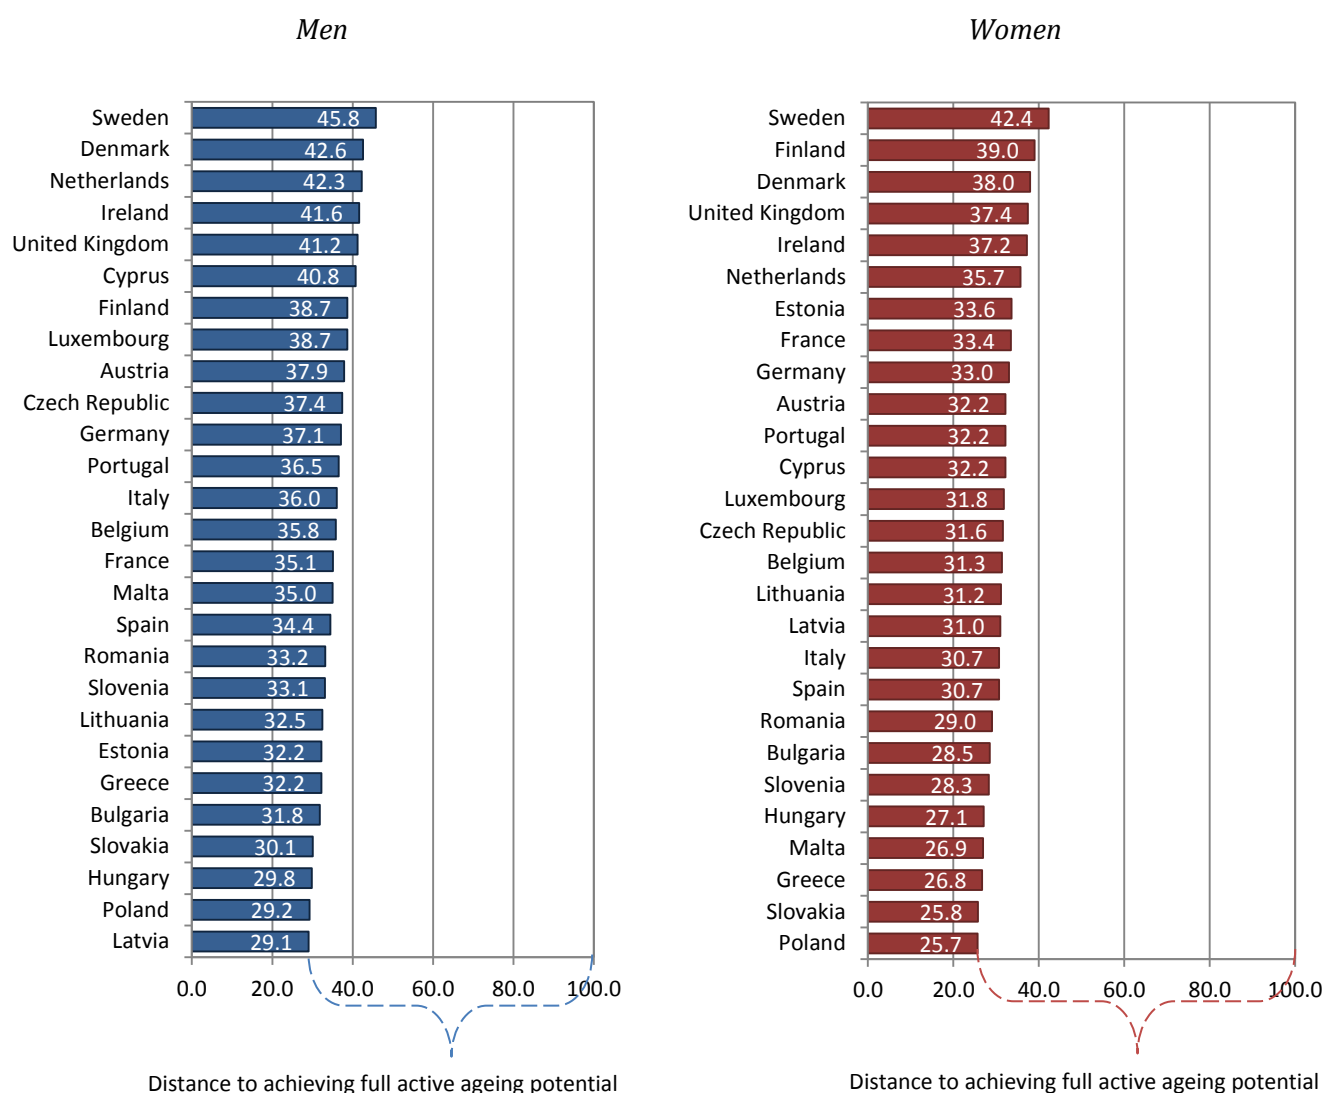 Men
Sweden 45.8
Denmark 42.6
Netherlands 42.3
Ireland 41.6
United Kingdom 41.2
Cyprus 40.8
Finland 38.7
Luxembourg 38.7
Austria 37.9
Czech Republic 37.4
Germany 37.1
Portugal 36.5
Italy 36.0
Belgium 35.8
France 35.1
Malta 35.0
Spain 34.4
Romania 33.2
Slovenia 33.1
Lithuania 32.5
Estonia 32.2
Greece 32.2
Bulgaria 31.8
Slovakia 30.1
Hungary 29.8
Poland 29.2
Latvia 29.1
0.0 20.0 40.0 60.0 80.0 100.0
Distance to achieving full active ageing potential
Women
Sweden 42.4
Finland 39.0
Denmark 38.0
United Kingdom 37.4
Ireland 37.2
Netherlands 35.7
Estonia 33.6
France 33.4
Germany 33.0
Austria 32.2
Portugal 32.2
Cyprus 32.2
Luxembourg 31.8
Czech Republic 31.6
Belgium 31.3
Lithuania 31.2
Latvia 31.0
Italy 30.7
Spain 30.7
Romania 29.0
Bulgaria 28.5
Slovenia 28.3
Hungary 27.1
Malta 26.9
Greece 26.8
Slovakia 25.8
Poland 25.7
0.0 20.0 40.0 60.0 80.0 100.0
Distance to achieving full active ageing potential